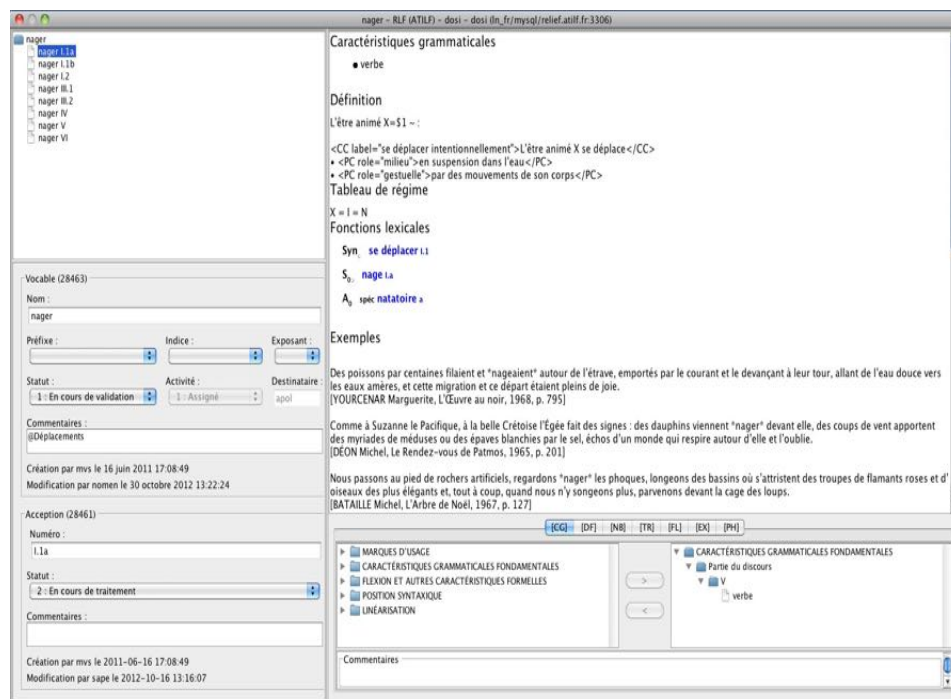 nager – RLF (ATILF) – dosi – dosi (ln_fr/mysql/relief.atilf.fr:3306)
nager
nager I.1a
nager I.1b
nager I.2
nager III.1
nager III.2
nager IV
nager V
nager VI
Vocable (28463)
Nom :
nager
Préfixe : Indice : Exposant :
Statut : Activité : Destinataire :
1 : En cours de validation 1 : Assigné apol
Commentaires :
@Déplacements
Création par mvs le 16 juin 2011 17:08:49
Modification par nomen le 30 octobre 2012 13:22:24
Acception (28461)
Numéro :
I.1a
Statut :
2 : En cours de traitement
Commentaires :
Création par mvs le 2011-06-16 17:08:49
Modification par sape le 2012-10-16 13:16:07
Caractéristiques grammaticales
• verbe
Définition
L'être animé X=$1 ~ :
<CC label="se déplacer intentionnellement">L'être animé X se déplace</CC>
• <PC role="milieu">en suspension dans l'eau</PC>
• <PC role="gestuelle">par des mouvements de son corps</PC>
Tableau de régime
X = I = N
Fonctions lexicales
Syn⊂ se déplacer I.1
S₀ nage I.a
A₀ spéc natatoire a
Exemples
Des poissons par centaines filaient et *nageaient* autour de l'étrave, emportés par le courant et le devançant à leur tour, allant de l'eau douce vers
les eaux amères, et cette migration et ce départ étaient pleins de joie.
[YOURCENAR Marguerite, L'Œuvre au noir, 1968, p. 795]
Comme à Suzanne le Pacifique, à la belle Crétoise l'Égée fait des signes : des dauphins viennent *nager* devant elle, des coups de vent apportent
des myriades de méduses ou des épaves blanchies par le sel, échos d'un monde qui respire autour d'elle et l'oublie.
[DÉON Michel, Le Rendez-vous de Patmos, 1965, p. 201]
Nous passons au pied de rochers artificiels, regardons *nager* les phoques, longeons des bassins où s'attristent des troupes de flamants roses et d'
oiseaux des plus élégants et, tout à coup, quand nous n'y songeons plus, parvenons devant la cage des loups.
[BATAILLE Michel, L'Arbre de Noël, 1967, p. 127]
[CG] [DF] [NB] [TR] [FL] [EX] [PH]
MARQUES D'USAGE
CARACTÉRISTIQUES GRAMMATICALES FONDAMENTALES
FLEXION ET AUTRES CARACTÉRISTIQUES FORMELLES
POSITION SYNTAXIQUE
LINÉARISATION
>
<
CARACTÉRISTIQUES GRAMMATICALES FONDAMENTALES
Partie du discours
V
verbe
Commentaires